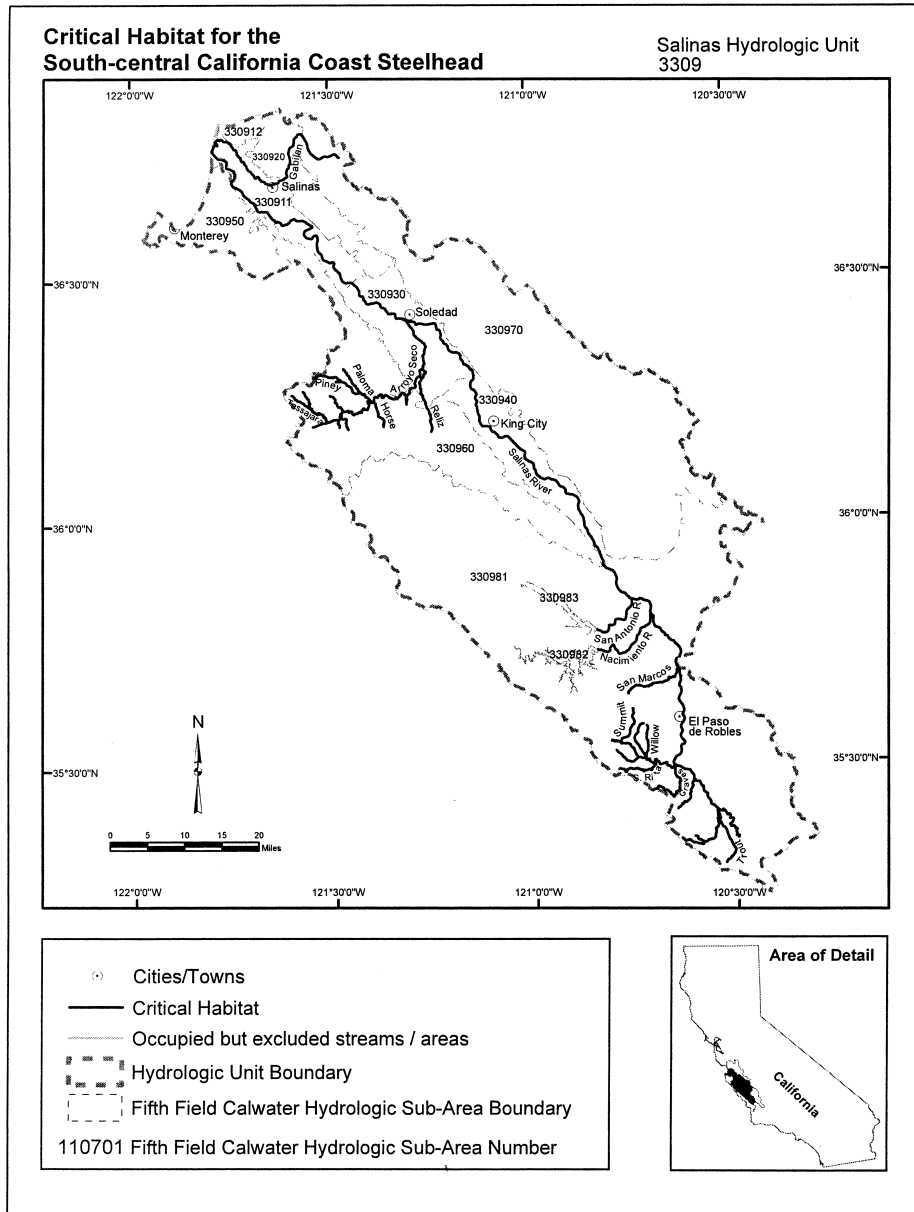 Critical Habitat for the
South-central California Coast Steelhead
Salinas Hydrologic Unit
3309
122°0'0"W
121°30'0"W
121°0'0"W
120°30'0"W
330912
330920
Gabilan
Salinas
330911
330950
Monterey
36°30'0"N
36°30'0"N
330930
Soledad
330970
Arroyo Seco
Paloma
Piney
Tassajara
Horse
Reliz
330940
King City
330960
Salinas River
36°0'0"N
36°0'0"N
330981
330983
San Antonio R
330982
Nacimiento R
San Marcos
Summit
El Paso
de Robles
Willow
N
35°30'0"N
35°30'0"N
S. Rita
Graves
Trout
0 5 10 15 20
Miles
122°0'0"W
121°30'0"W
121°0'0"W
120°30'0"W
Cities/Towns
Critical Habitat
Occupied but excluded streams / areas
Hydrologic Unit Boundary
Fifth Field Calwater Hydrologic Sub-Area Boundary
110701 Fifth Field Calwater Hydrologic Sub-Area Number
Area of Detail
California